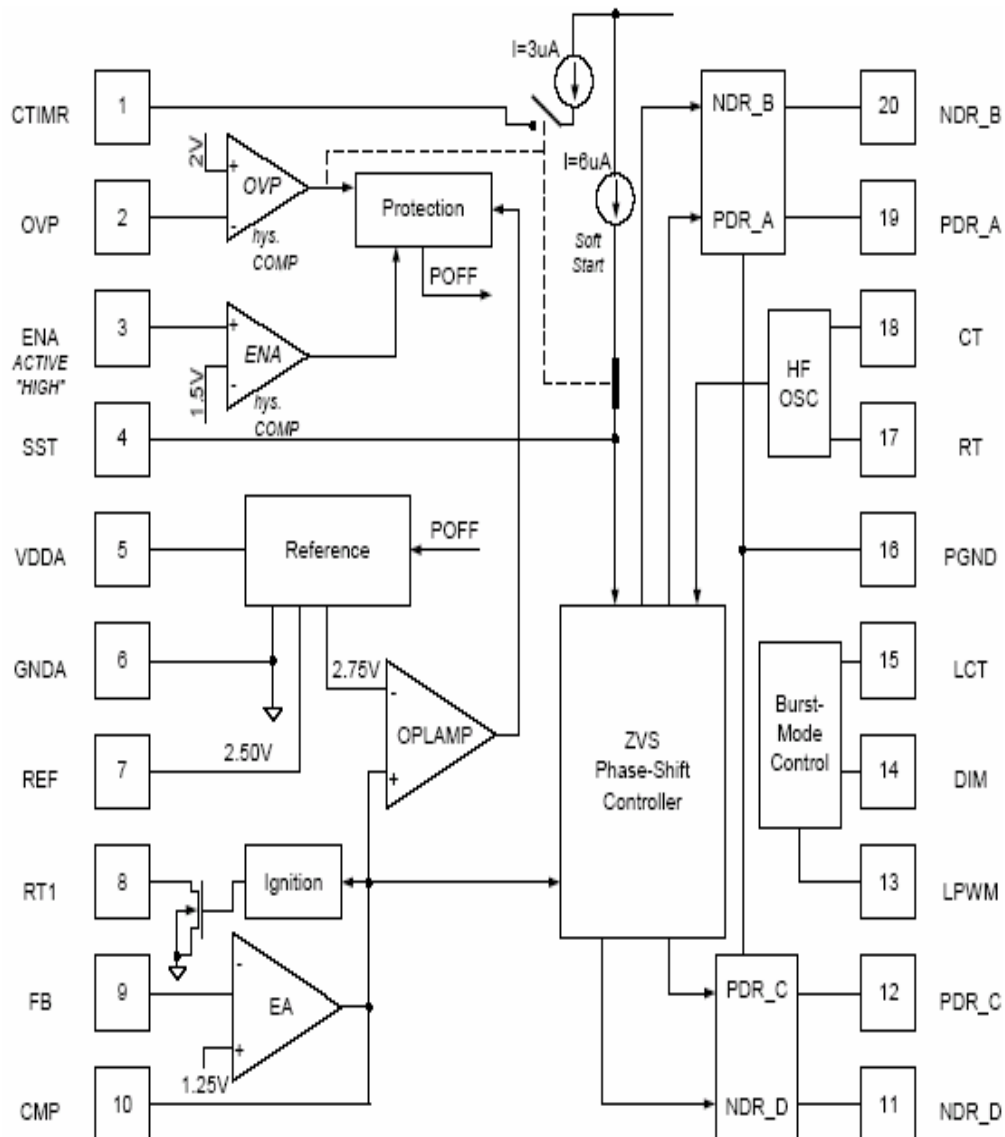 I=3uA
CTIMR
1
NDR_B
20
NDR_B
2V
+
OVP
-
hys.
COMP
OVP
2
Protection
POFF
I=6uA
Soft
Start
PDR_A
19
PDR_A
ENA
ACTIVE
"HIGH"
3
+
ENA
-
1.5V
hys.
COMP
18
CT
HF
OSC
SST
4
17
RT
VDDA
5
Reference
POFF
16
PGND
GNDA
6
2.75V
-
OPLAMP
+
15
LCT
Burst-
Mode
Control
REF
7
2.50V
ZVS
Phase-Shift
Controller
14
DIM
RT1
8
Ignition
13
LPWM
FB
9
-
EA
+
1.25V
PDR_C
12
PDR_C
CMP
10
NDR_D
11
NDR_D